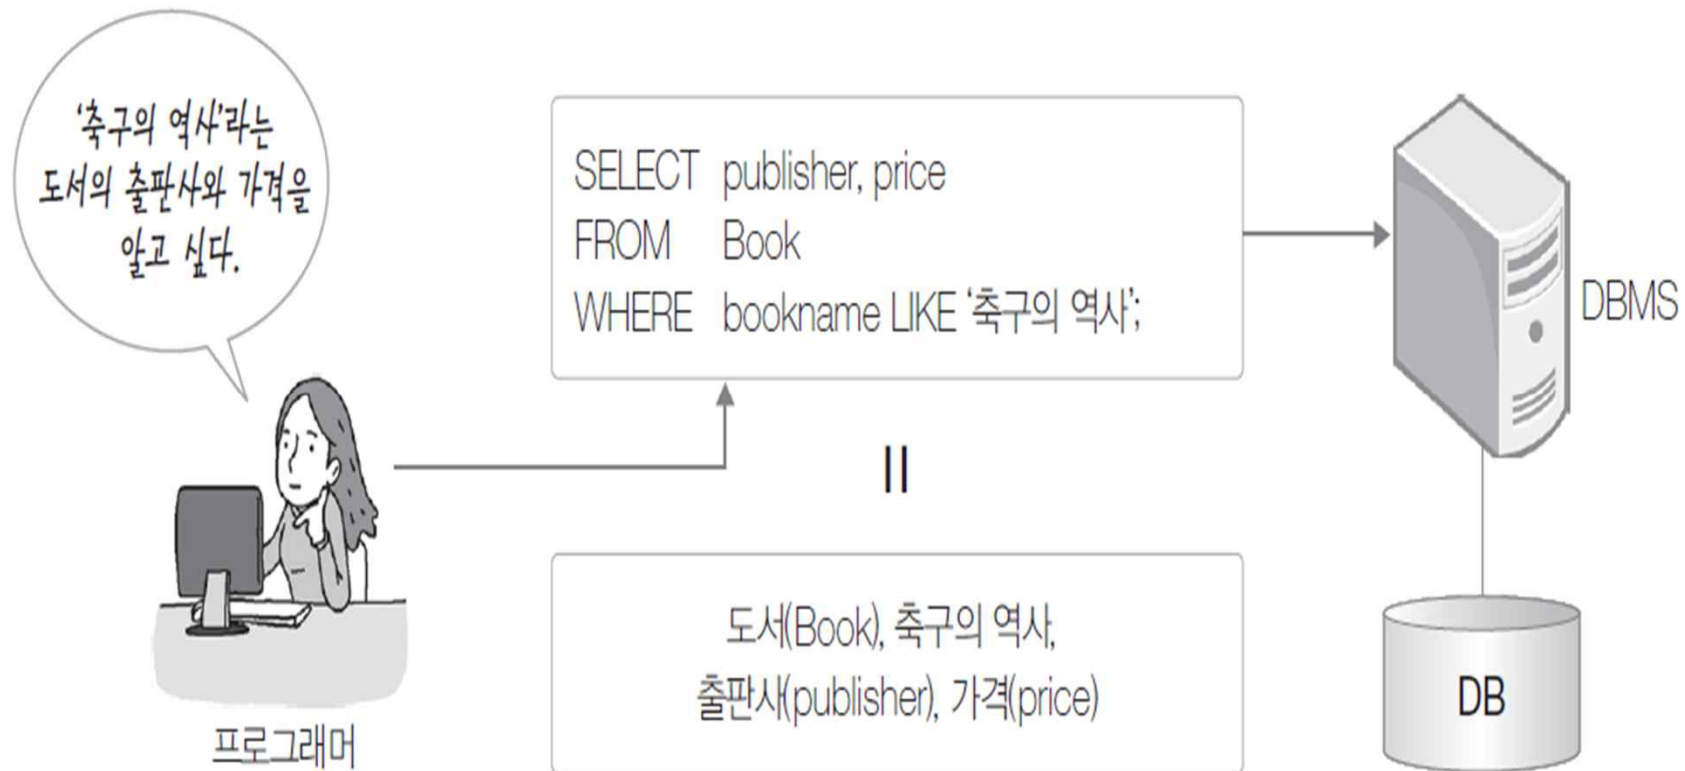 ‘축구의 역사’라는
도서의 출판사와 가격을
알고 싶다.
프로그래머
SELECT publisher, price
FROM Book
WHERE bookname LIKE ‘축구의 역사’;
=
도서(Book), 축구의 역사,
출판사(publisher), 가격(price)
DBMS
DB